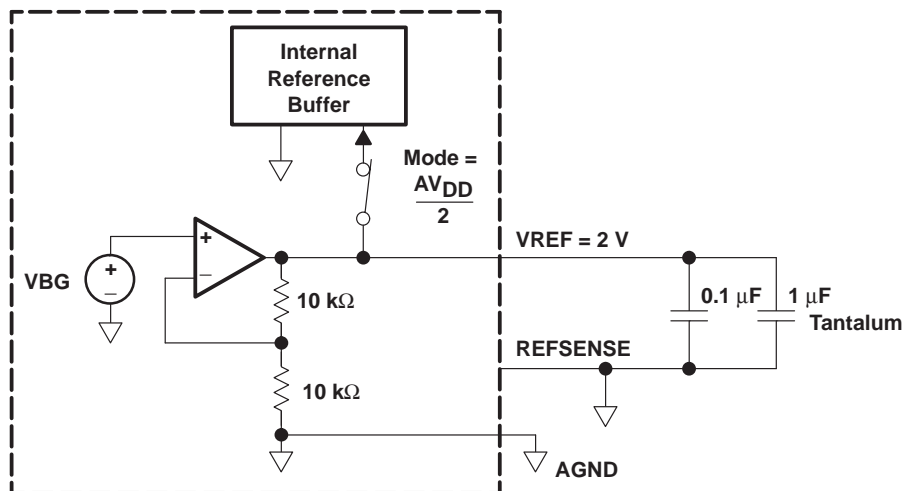 Internal
Reference
Buffer
Mode =
AVDD
2
VREF = 2 V
+
−
VBG
+
−
10 kΩ
0.1 μF
1 μF
Tantalum
REFSENSE
10 kΩ
AGND